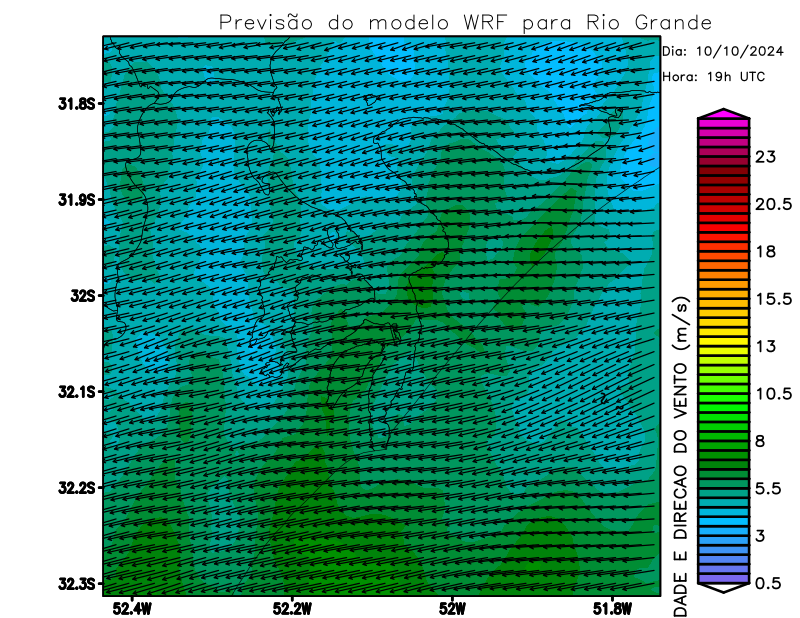 Previsão do modelo WRF para Rio Grande
Dia: 10/10/2024
Hora: 19h UTC
31.8S
31.9S
32S
32.1S
32.2S
32.3S
52.4W
52.2W
52W
51.8W
23
20.5
18
15.5
13
10.5
8
5.5
3
0.5
DADE E DIRECAO DO VENTO (m/s)